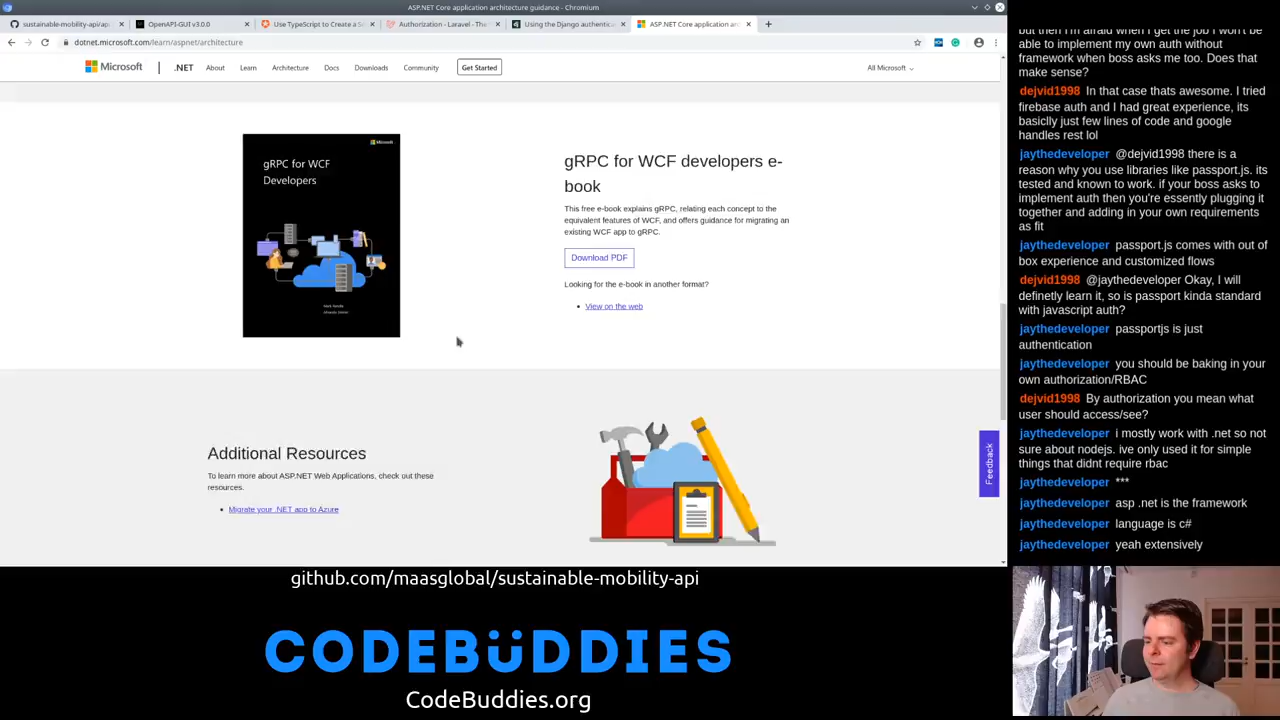 ASP.NET Core application architecture guidance - Chromium
sustainable-mobility-api/ap
OpenAPI-GUI v3.0.0
Use TypeScript to Create a S
Authorization - Laravel - The
Using the Django authentica
ASP.NET Core application ar
dotnet.microsoft.com/learn/aspnet/architecture
Microsoft
.NET
About
Learn
Architecture
Docs
Downloads
Community
Get Started
All Microsoft
Microsoft
gRPC for WCF
Developers
gRPC for WCF developers e-
book
This free e-book explains gRPC, relating each concept to the
equivalent features of WCF, and offers guidance for migrating an
existing WCF app to gRPC.
Download PDF
Looking for the e-book in another format?
View on the web
Additional Resources
To learn more about ASP.NET Web Applications, check out these
resources.
Migrate your .NET app to Azure
Feedback
but then I'm afraid when I get the job I won't be
able to implement my own auth without
framework when boss asks me too. Does that
make sense?
dejvid1998 In that case thats awesome. I tried
firebase auth and I had great experience, its
basiclly just few lines of code and google
handles rest lol
jaythedeveloper @dejvid1998 there is a
reason why you use libraries like passport.js. its
tested and known to work. if your boss asks to
implement auth then you're essently plugging it
together and adding in your own requirements
as fit
jaythedeveloper passport.js comes with out of
box experience and customized flows
dejvid1998 @jaythedeveloper Okay, I will
definetly learn it, so is passport kinda standard
with javascript auth?
jaythedeveloper passportjs is just
authentication
jaythedeveloper you should be baking in your
own authorization/RBAC
dejvid1998 By authorization you mean what
user should access/see?
jaythedeveloper i mostly work with .net so not
sure about nodejs. ive only used it for simple
things that didnt require rbac
jaythedeveloper ***
jaythedeveloper asp .net is the framework
jaythedeveloper language is c#
jaythedeveloper yeah extensively
github.com/maasglobal/sustainable-mobility-api
CODEBÜDDIES
CodeBuddies.org